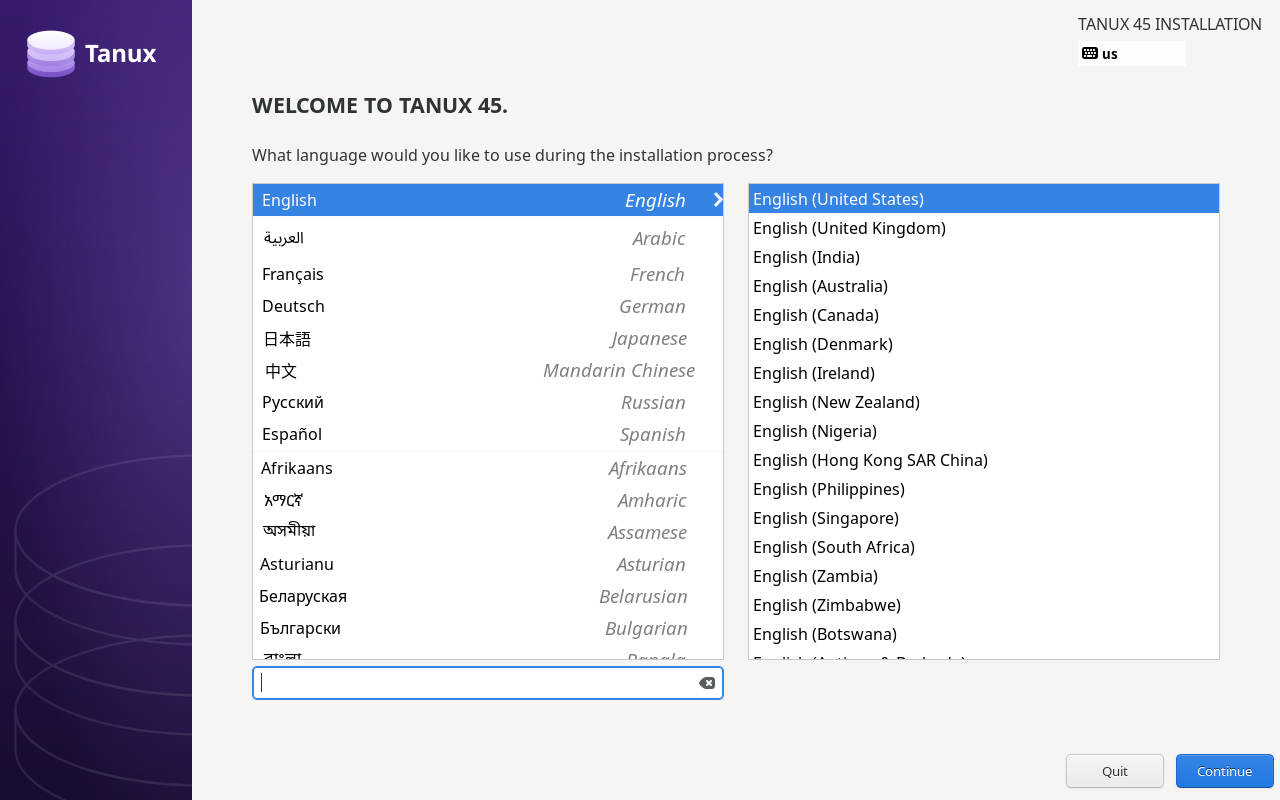 Tanux
TANUX 45 INSTALLATION
us
WELCOME TO TANUX 45.
What language would you like to use during the installation process?
English English
العربية Arabic
Français French
Deutsch German
日本語 Japanese
中文 Mandarin Chinese
Русский Russian
Español Spanish
Afrikaans Afrikaans
አማርኛ Amharic
অসমীয়া Assamese
Asturianu Asturian
Беларуская Belarusian
Български Bulgarian
বাংলা Bangla
English (United States)
English (United Kingdom)
English (India)
English (Australia)
English (Canada)
English (Denmark)
English (Ireland)
English (New Zealand)
English (Nigeria)
English (Hong Kong SAR China)
English (Philippines)
English (Singapore)
English (South Africa)
English (Zambia)
English (Zimbabwe)
English (Botswana)
English (Antigua & Barbuda)
Quit
Continue